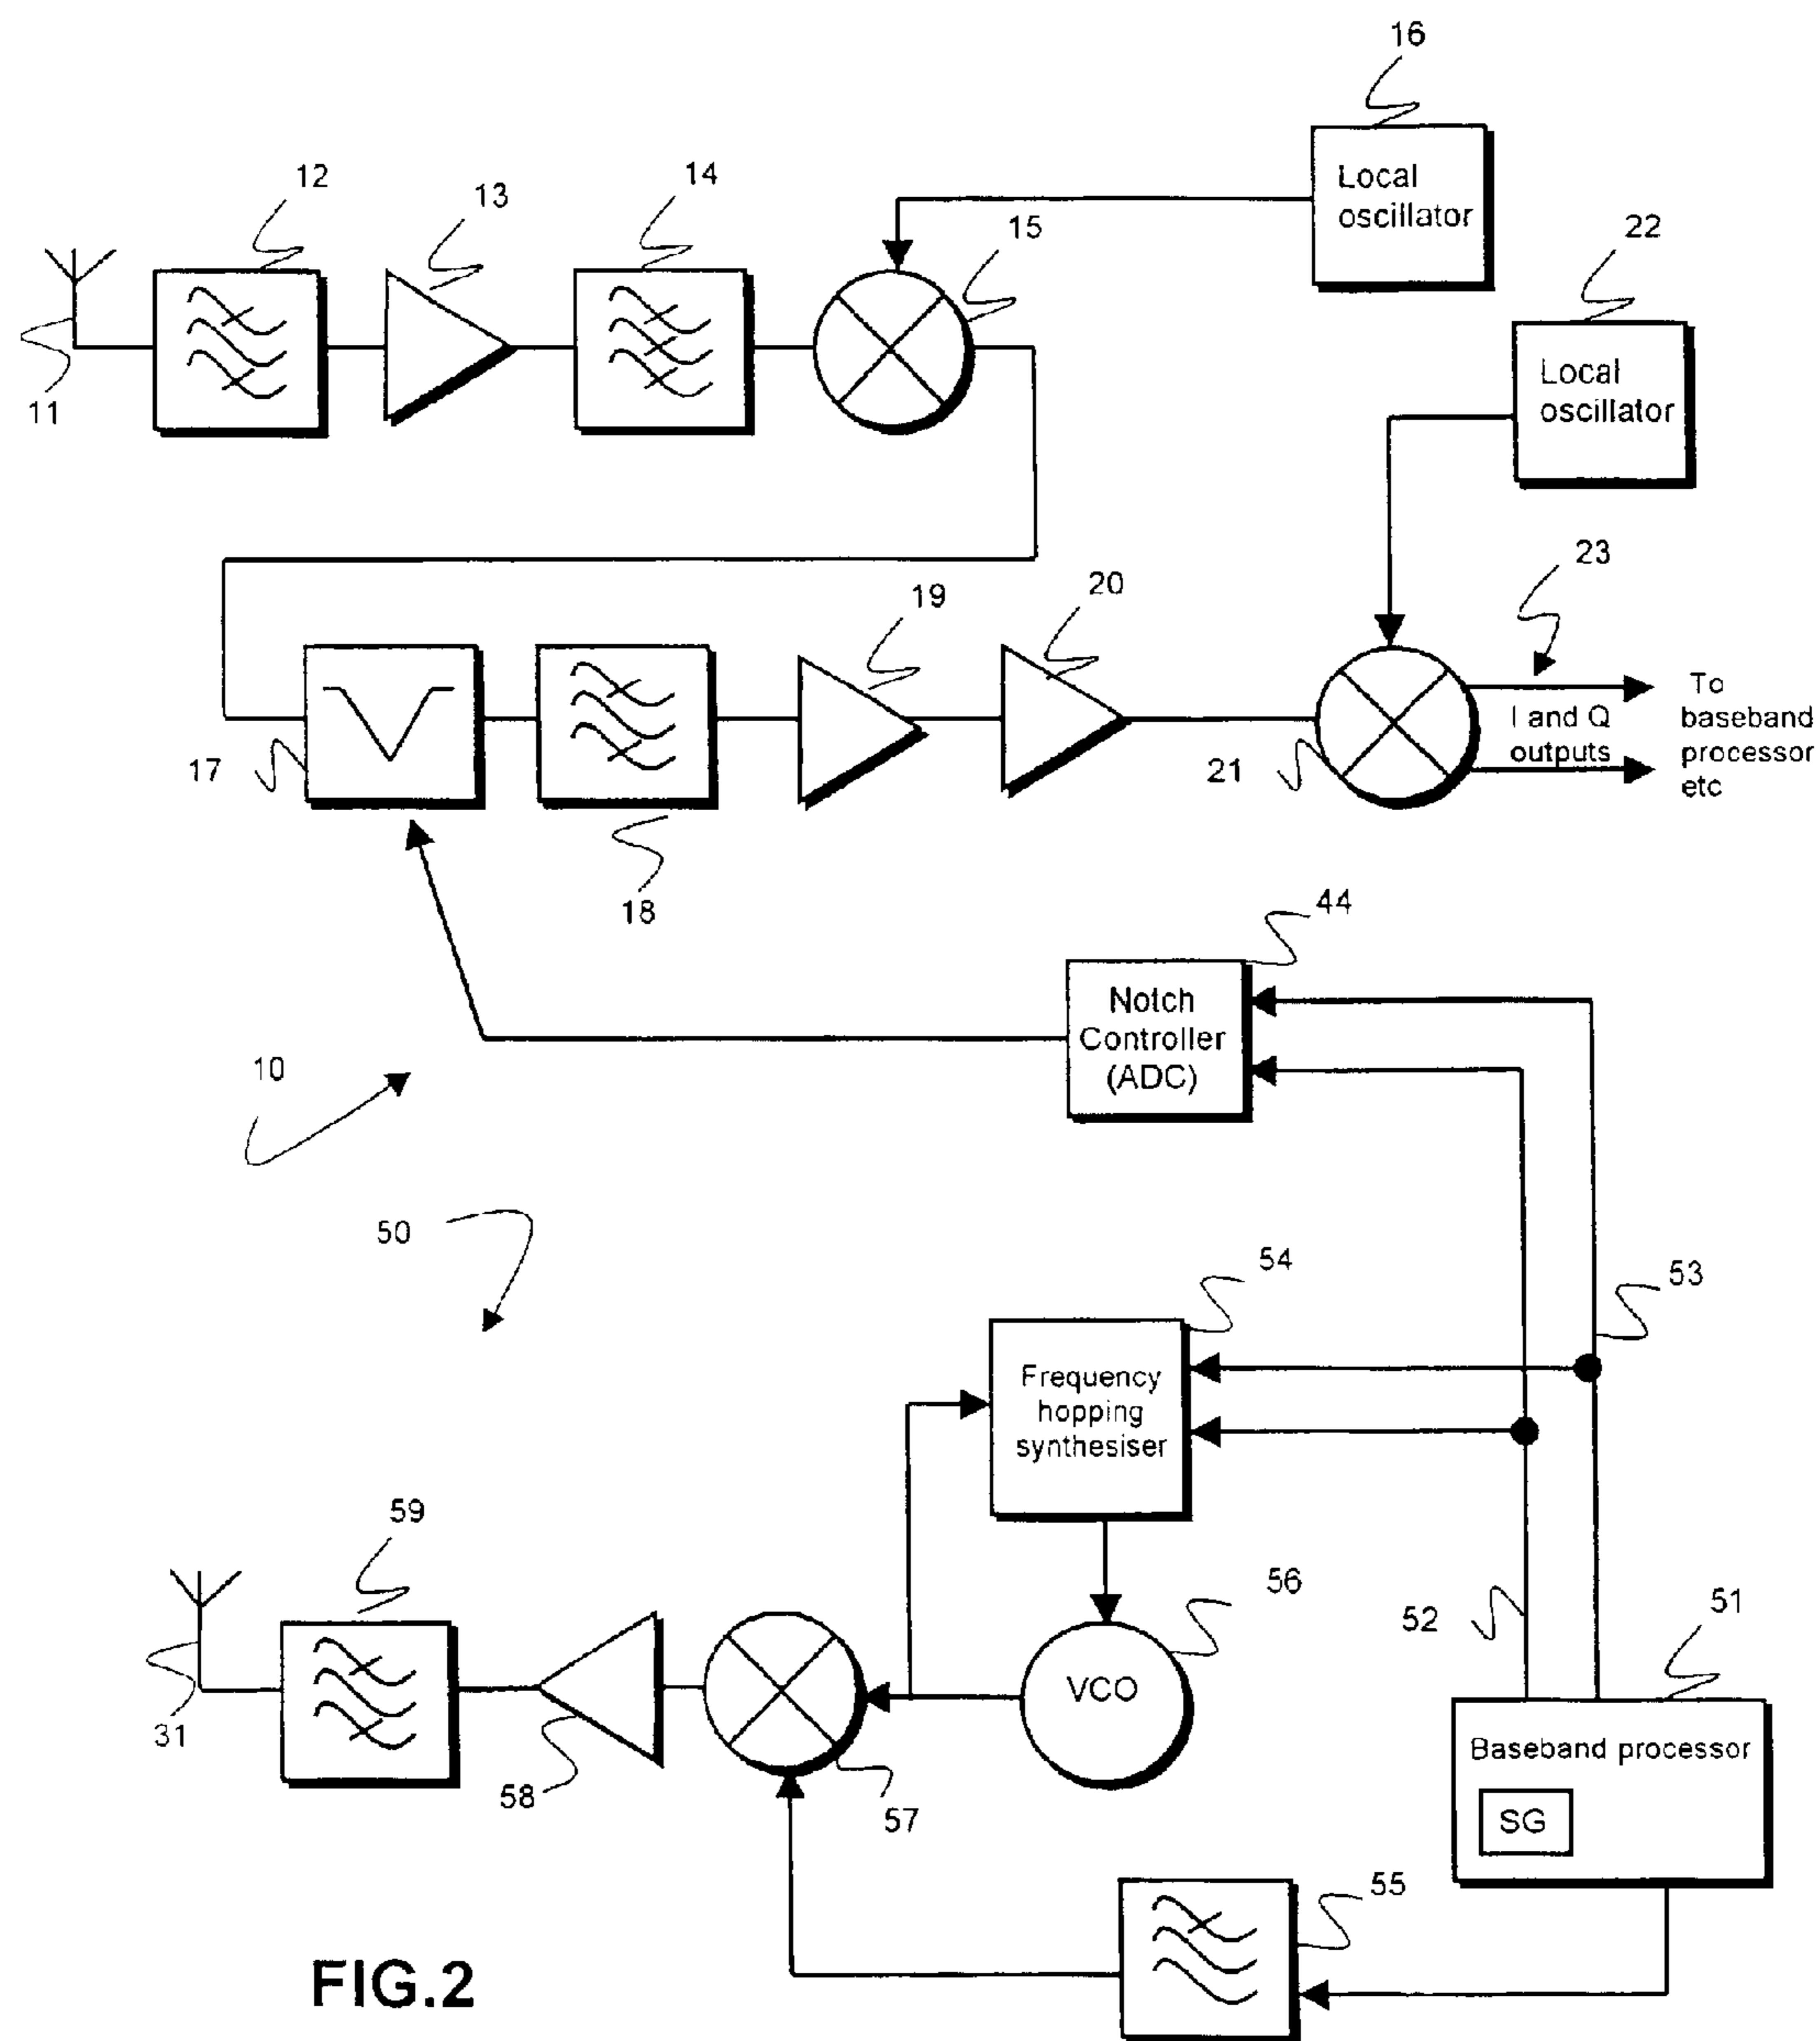 16
Local
oscillator
12
13
14
15
22
Local
oscillator
11
23
19
20
To
baseband
processor
etc
I and Q
outputs
17
21
18
44
Notch
Controller
(ADC)
10
50
54
53
Frequency
hopping
synthesiser
59
56
52
51
VCO
31
58
57
Baseband processor
SG
55
FIG.2